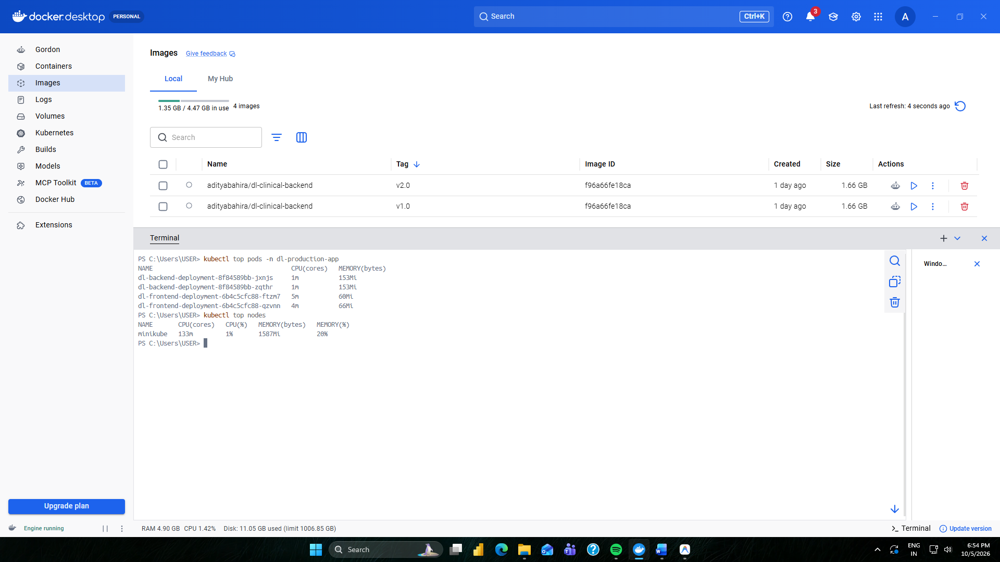 docker.desktop PERSONAL
Search Ctrl+K
3
A
Gordon
Containers
Images
Logs
Volumes
Kubernetes
Builds
Models
MCP Toolkit BETA
Docker Hub
Extensions
Upgrade plan
Images Give feedback
Local My Hub
1.35 GB / 4.47 GB in use 4 images
Last refresh: 4 seconds ago
Search
Name Tag Image ID Created Size Actions
adityabahira/dl-clinical-backend v2.0 f96a66fe18ca 1 day ago 1.66 GB
adityabahira/dl-clinical-backend v1.0 f96a66fe18ca 1 day ago 1.66 GB
Terminal
PS C:\Users\USER> kubectl top pods -n dl-production-app
NAME CPU(cores) MEMORY(bytes)
dl-backend-deployment-8f84589bb-jxnjs 1m 153Mi
dl-backend-deployment-8f84589bb-zqthr 1m 153Mi
dl-frontend-deployment-6b4c5cfc88-ftzm7 5m 60Mi
dl-frontend-deployment-6b4c5cfc88-qzvnn 4m 66Mi
PS C:\Users\USER> kubectl top nodes
NAME CPU(cores) CPU(%) MEMORY(bytes) MEMORY(%)
minikube 133m 1% 1587Mi 20%
PS C:\Users\USER>
Windo...
Engine running
RAM 4.90 GB CPU 1.42% Disk: 11.05 GB used (limit 1006.85 GB)
Terminal
Update version
Search
ENG
IN
6:54 PM
10/5/2026